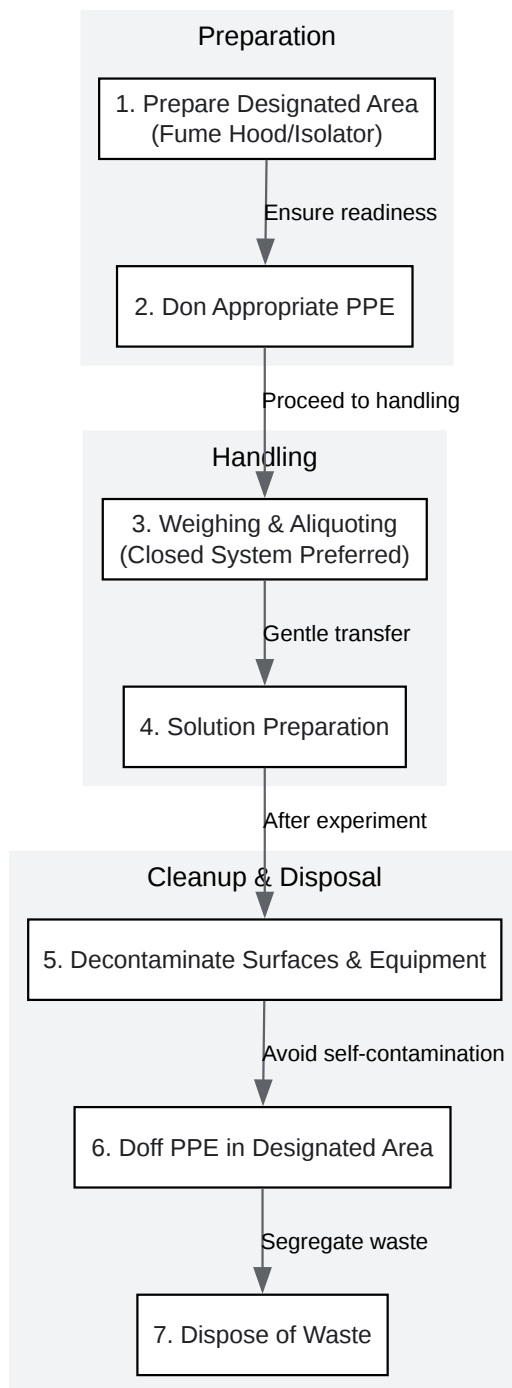 Preparation
1. Prepare Designated Area
(Fume Hood/Isolator)
Ensure readiness
2. Don Appropriate PPE
Proceed to handling
Handling
3. Weighing & Aliquoting
(Closed System Preferred)
Gentle transfer
4. Solution Preparation
After experiment
Cleanup & Disposal
5. Decontaminate Surfaces & Equipment
Avoid self-contamination
6. Doff PPE in Designated Area
Segregate waste
7. Dispose of Waste